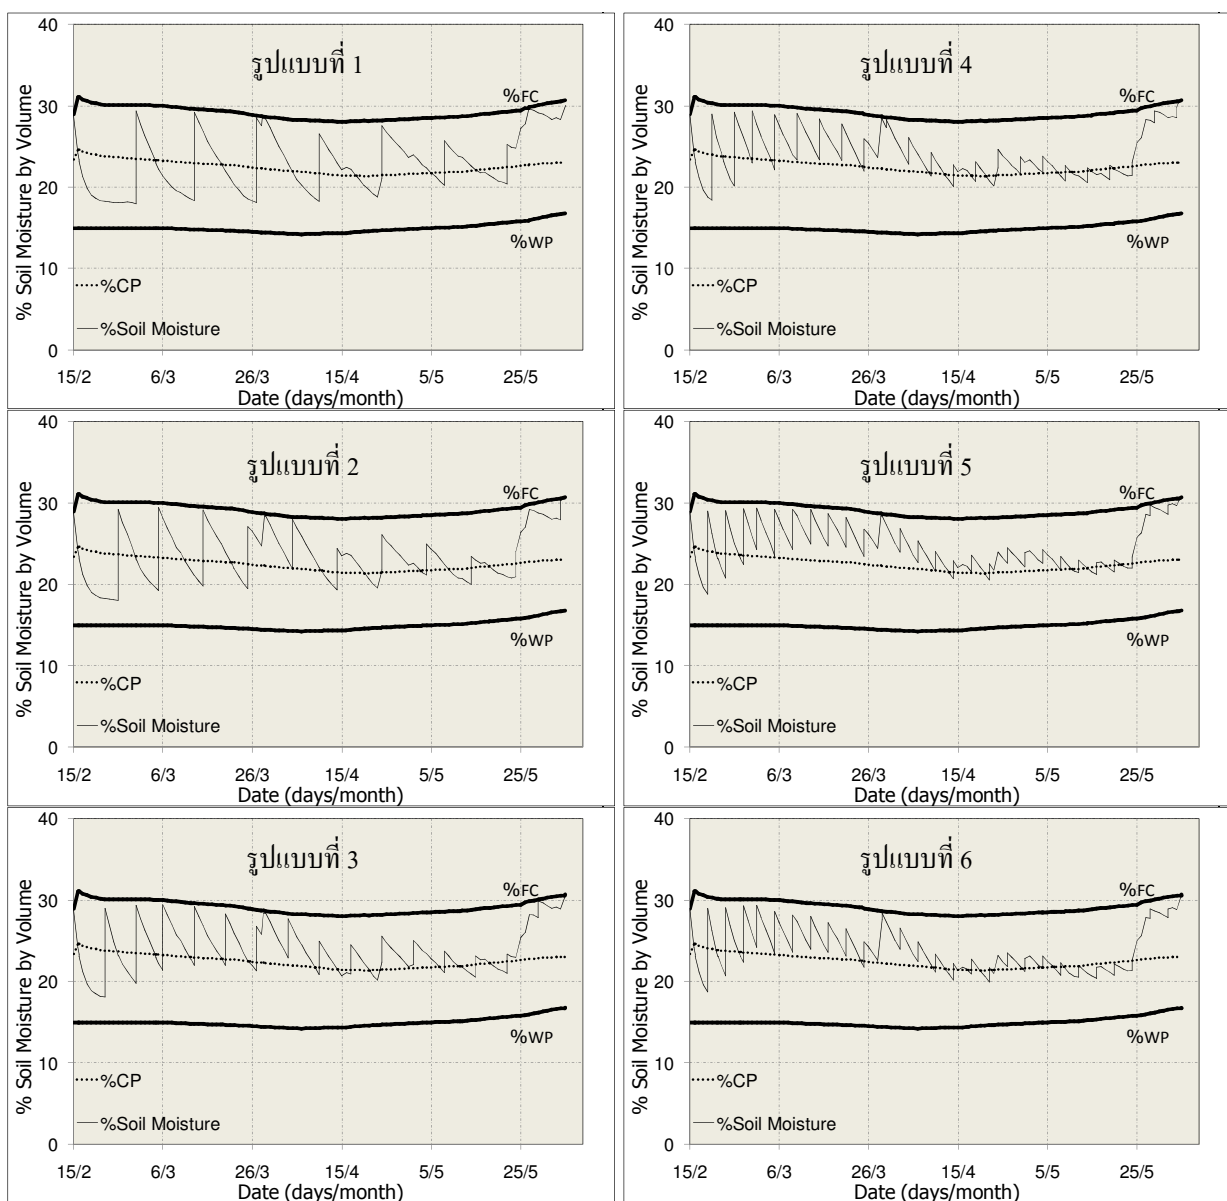 % Soil Moisture by Volume
40
30
20
10
0
รูปแบบที่ 1
%FC
%WP
%CP
%Soil Moisture
15/2 6/3 26/3 15/4 5/5 25/5
Date (days/month)
% Soil Moisture by Volume
40
30
20
10
0
รูปแบบที่ 4
%FC
%WP
%CP
%Soil Moisture
15/2 6/3 26/3 15/4 5/5 25/5
Date (days/month)
% Soil Moisture by Volume
40
30
20
10
0
รูปแบบที่ 2
%FC
%WP
%CP
%Soil Moisture
15/2 6/3 26/3 15/4 5/5 25/5
Date (days/month)
% Soil Moisture by Volume
40
30
20
10
0
รูปแบบที่ 5
%FC
%WP
%CP
%Soil Moisture
15/2 6/3 26/3 15/4 5/5 25/5
Date (days/month)
% Soil Moisture by Volume
40
30
20
10
0
รูปแบบที่ 3
%FC
%WP
%CP
%Soil Moisture
15/2 6/3 26/3 15/4 5/5 25/5
Date (days/month)
% Soil Moisture by Volume
40
30
20
10
0
รูปแบบที่ 6
%FC
%WP
%CP
%Soil Moisture
15/2 6/3 26/3 15/4 5/5 25/5
Date (days/month)